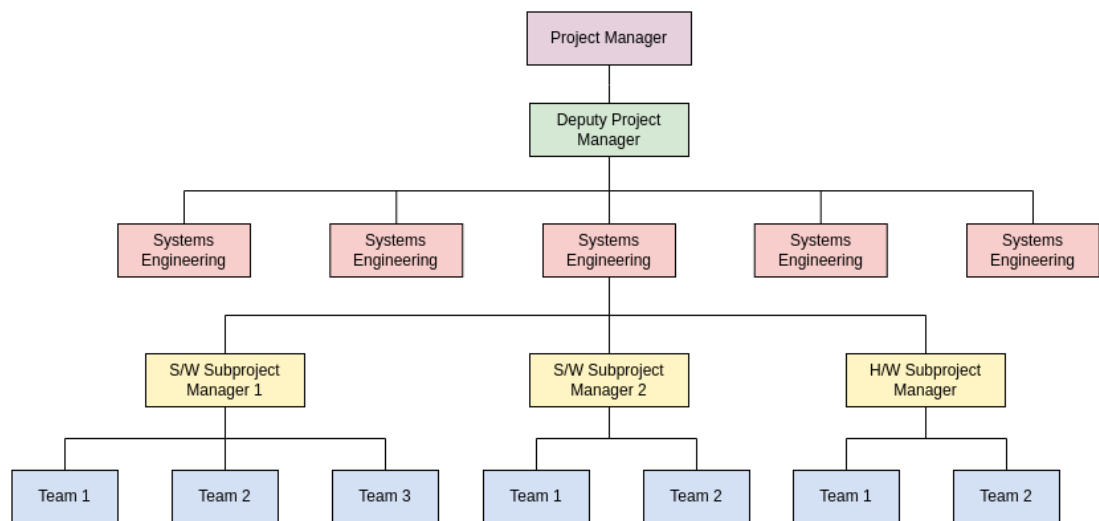 Project Manager
Deputy Project
Manager
Systems
Engineering
Systems
Engineering
Systems
Engineering
Systems
Engineering
Systems
Engineering
S/W Subproject
Manager 1
S/W Subproject
Manager 2
H/W Subproject
Manager
Team 1
Team 2
Team 3
Team 1
Team 2
Team 1
Team 2